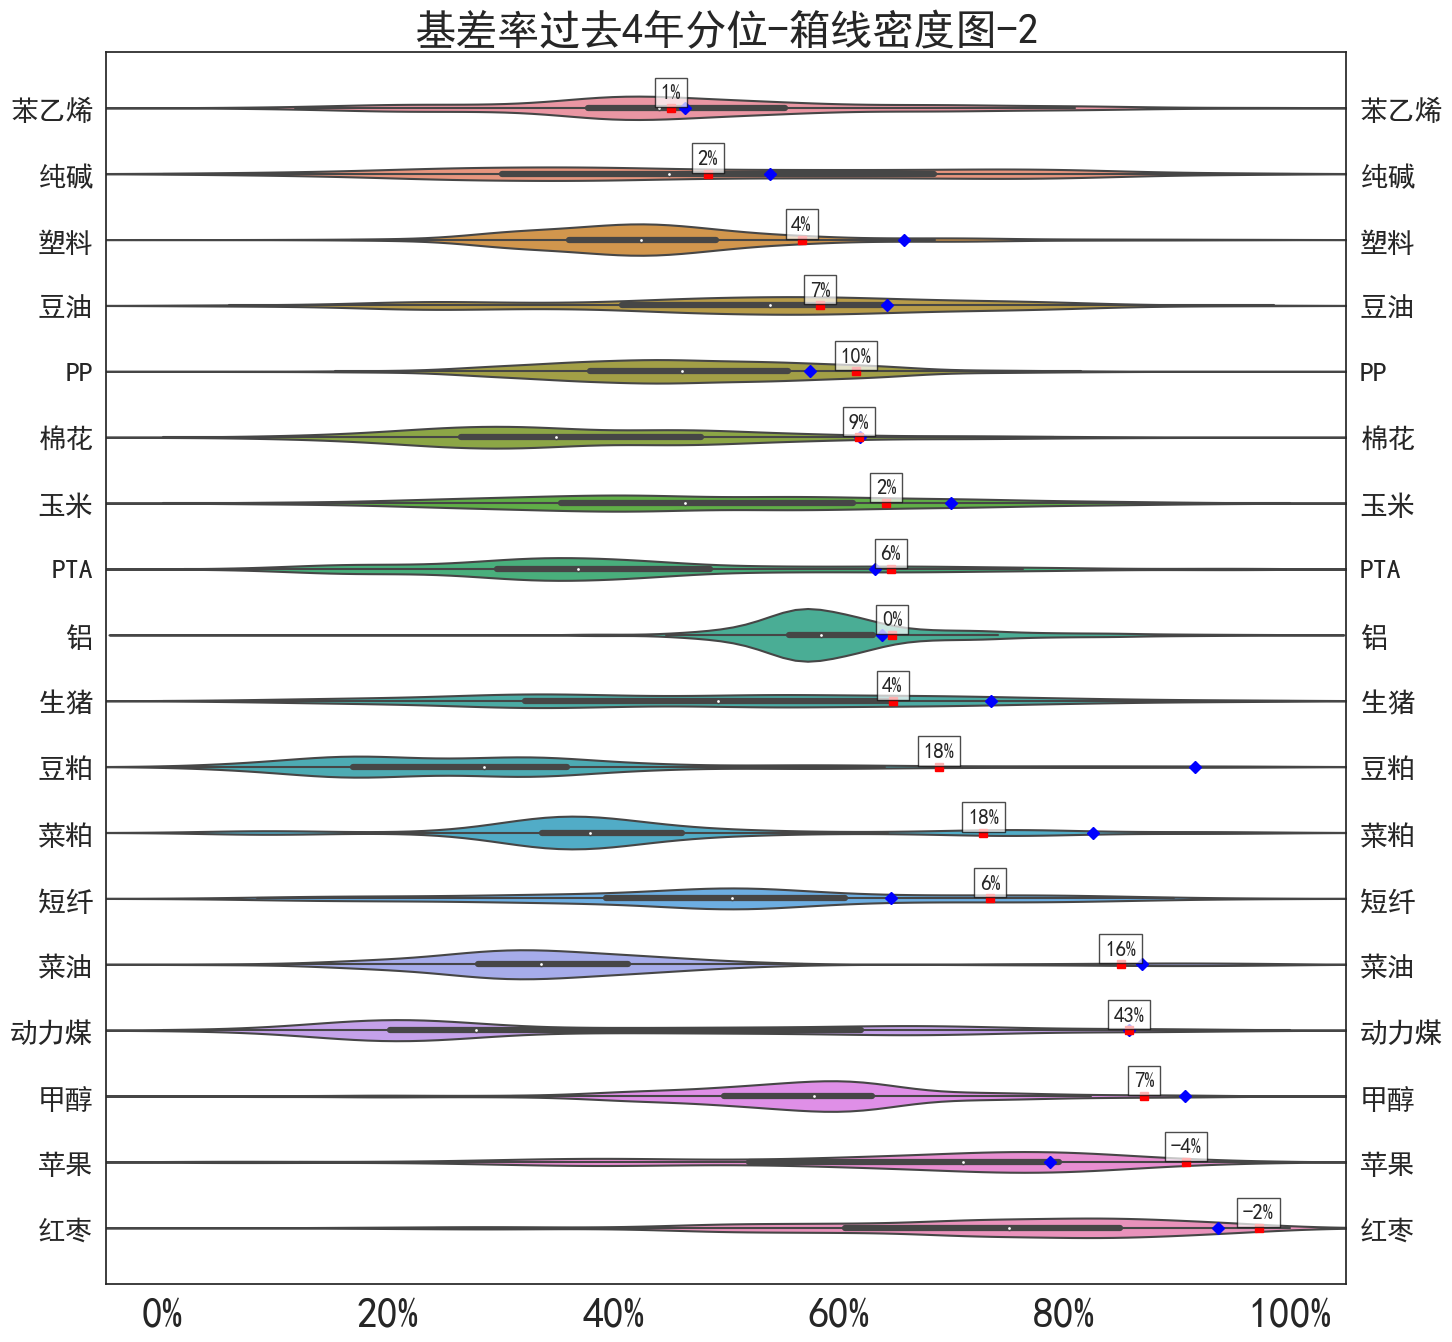 基差率过去4年分位-箱线密度图-2
苯乙烯 1% 苯乙烯
纯碱 2% 纯碱
塑料 4% 塑料
豆油 7% 豆油
PP 10% PP
棉花 9% 棉花
玉米 2% 玉米
PTA 6% PTA
铝 0% 铝
生猪 4% 生猪
豆粕 18% 豆粕
菜粕 18% 菜粕
短纤 6% 短纤
菜油 16% 菜油
动力煤 43% 动力煤
甲醇 7% 甲醇
苹果 -4% 苹果
红枣 -2% 红枣
0% 20% 40% 60% 80% 100%